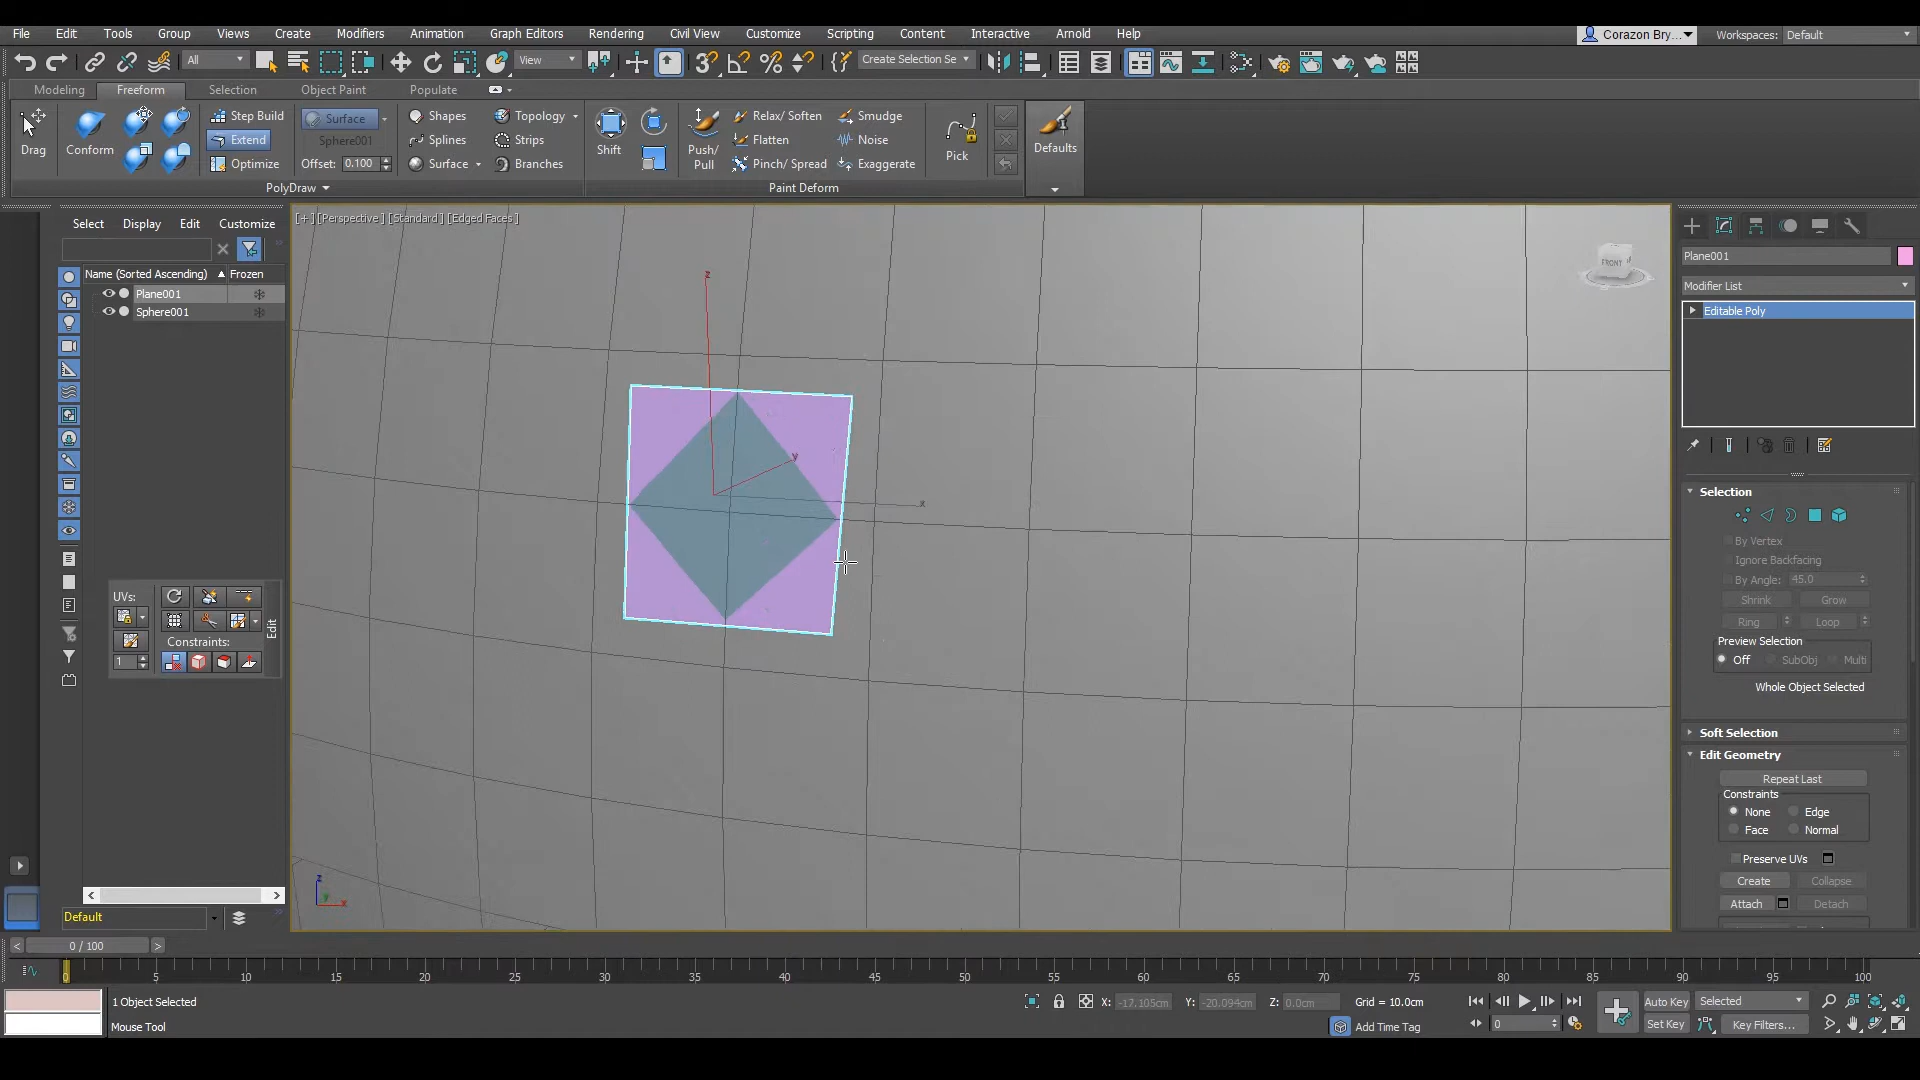 File Edit Tools Group Views Create Modifiers Animation Graph Editors Rendering Civil View Customize Scripting Corazon Content Interactive Arnold Help
Corazon Bry... Workspaces: Default
All View Create Selection Se
Modeling Freeform Selection Object Paint Populate
Step Build Surface Shapes Topology Relax/ Soften Smudge
Extend Sphere001 Splines Strips Flatten Noise
Drag Conform Shift Push/ Pull Pick Defaults
Optimize Offset: 0.100 Surface Branches Pinch/ Spread Exaggerate
PolyDraw Paint Deform
Select Display Edit Customize
[+] [Perspective ] [Standard ] [Edged Faces ]
Name (Sorted Ascending) Frozen
Plane001
Sphere001
UVs:
Constraints:
1
Edit
z
y
x
FRONT
z
y
x
Plane001
Modifier List
Editable Poly
Selection
By Vertex
Ignore Backfacing
By Angle: 45.0
Shrink Grow
Ring Loop
Preview Selection
Off SubObj Multi
Whole Object Selected
Soft Selection
Edit Geometry
Repeat Last
Constraints
None Edge
Face Normal
Preserve UVs
Create Collapse
Attach Detach
Default
< 0 / 100 >
0 5 10 15 20 25 30 35 40 45 50 55 60 65 70 75 80 85 90 95 100
1 Object Selected X: -17.105cm Y: -20.094cm Z: 0.0cm Grid = 10.0cm Auto Key Selected
Mouse Tool Add Time Tag 0 Set Key Key Filters...